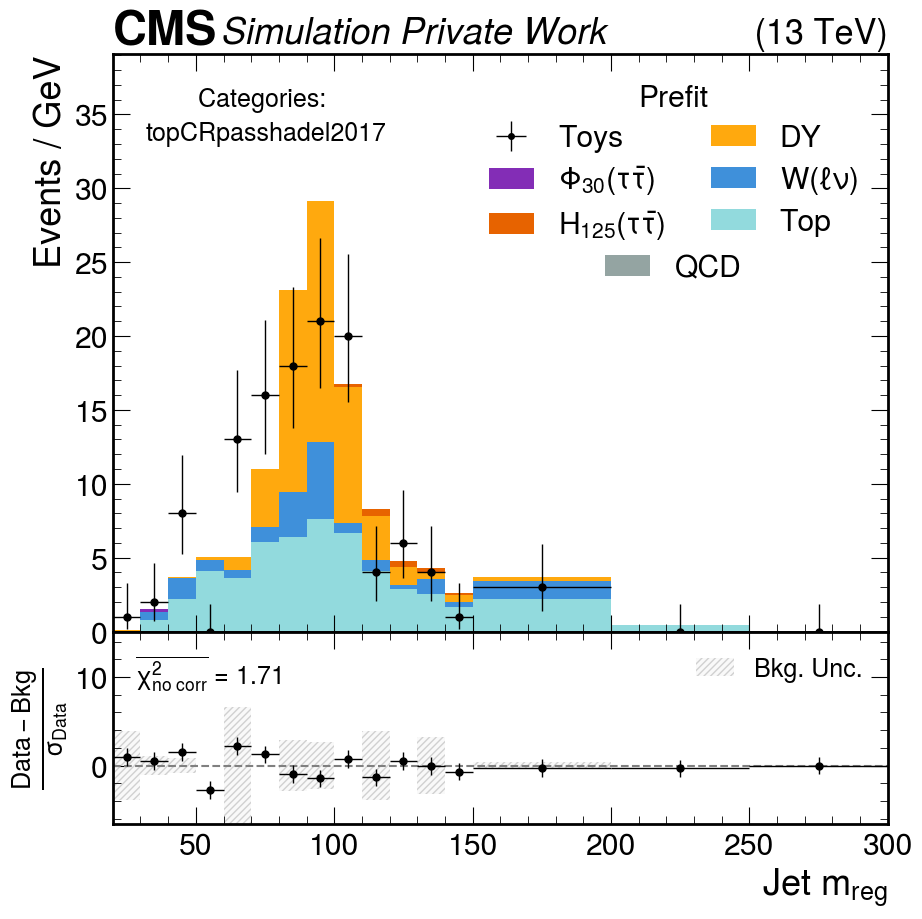 CMS Simulation Private Work (13 TeV)
Events / GeV
Categories:
topCRpasshadel2017
Prefit
Toys
Φ₃₀(ττ̄)
H₁₂₅(ττ̄)
DY
W(ℓν)
Top
QCD
35
30
25
20
15
10
5
0
χ²no corr = 1.71
Bkg. Unc.
Data – Bkg
σData
10
0
50 100 150 200 250 300
Jet mreg